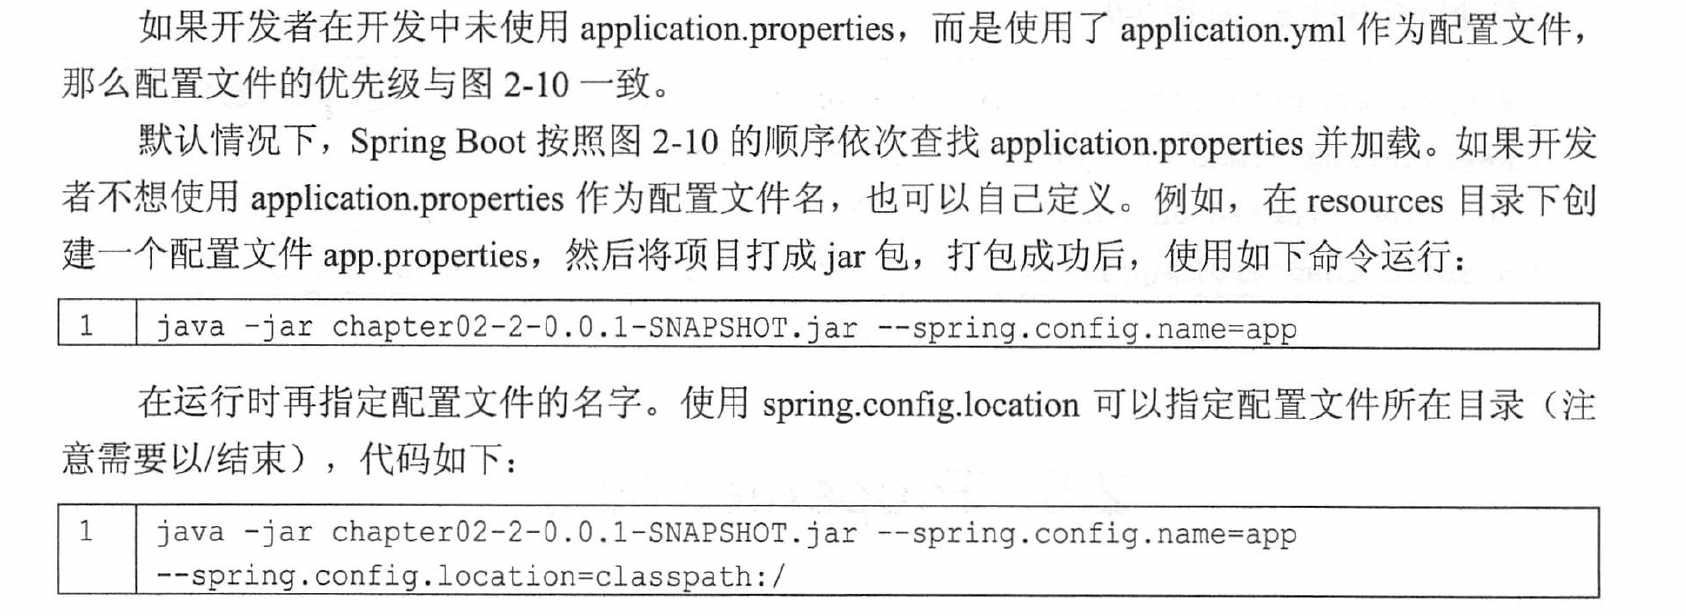 如果开发者在开发中未使用 application.properties，而是使用了 application.yml 作为配置文件，
那么配置文件的优先级与图 2-10 一致。
默认情况下，Spring Boot 按照图 2-10 的顺序依次查找 application.properties 并加载。如果开发
者不想使用 application.properties 作为配置文件名，也可以自己定义。例如，在 resources 目录下创
建一个配置文件 app.properties，然后将项目打成 jar 包，打包成功后，使用如下命令运行：
1 java -jar chapter02-2-0.0.1-SNAPSHOT.jar --spring.config.name=app
在运行时再指定配置文件的名字。使用 spring.config.location 可以指定配置文件所在目录（注
意需要以/结束），代码如下：
1 java -jar chapter02-2-0.0.1-SNAPSHOT.jar --spring.config.name=app
--spring.config.location=classpath:/